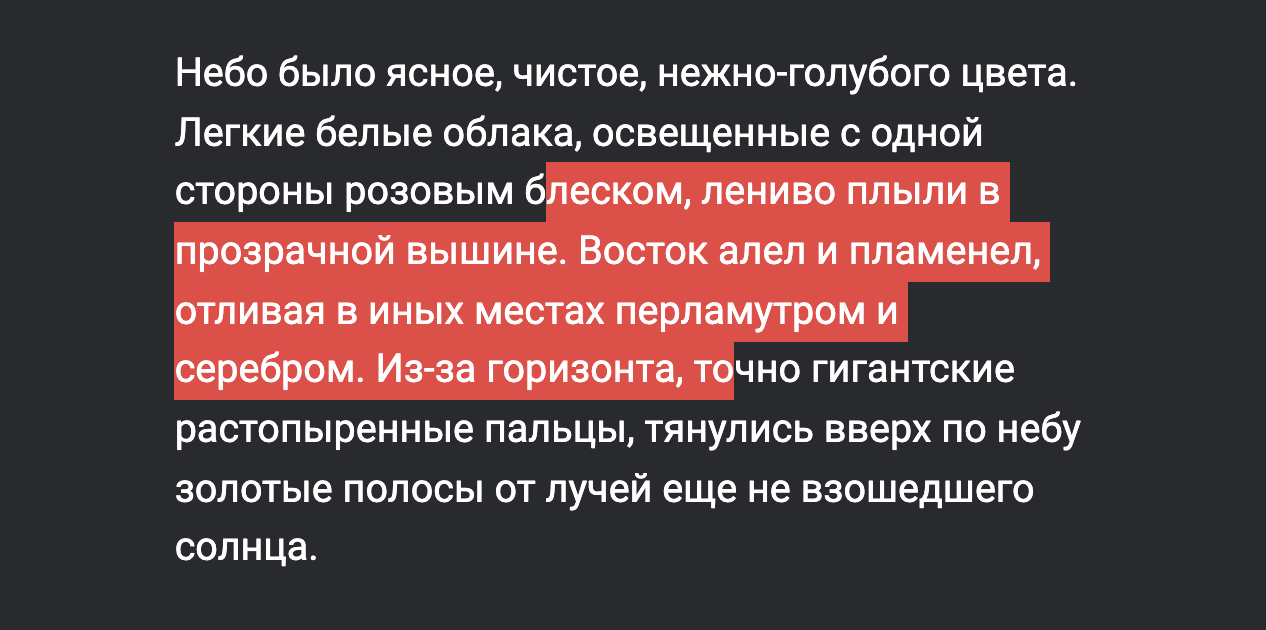 Небо было ясное, чистое, нежно-голубого цвета.
Легкие белые облака, освещенные с одной
стороны розовым блеском, лениво плыли в
прозрачной вышине. Восток алел и пламенел,
отливая в иных местах перламутром и
серебром. Из-за горизонта, точно гигантские
растопыренные пальцы, тянулись вверх по небу
золотые полосы от лучей еще не взошедшего
солнца.